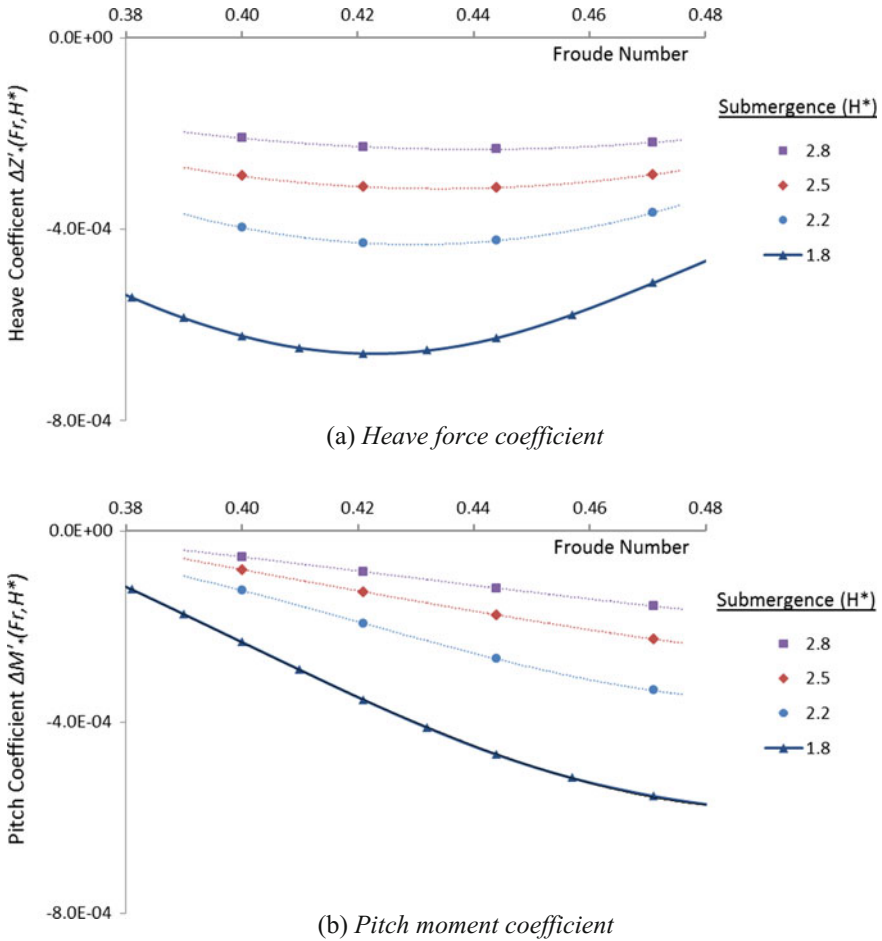 0.38 0.40 0.42 0.44 0.46 0.48
0.0E+00
Froude Number
Submergence (H*)
2.8
2.5
-4.0E-04
2.2
1.8
-8.0E-04
Heave Coefficent ΔZ'*(Fr,H*)
(a) Heave force coefficient
0.38 0.40 0.42 0.44 0.46 0.48
0.0E+00
Froude Number
Submergence (H*)
2.8
2.5
-4.0E-04
2.2
1.8
-8.0E-04
Pitch Coefficient ΔM'*(Fr,H*)
(b) Pitch moment coefficient